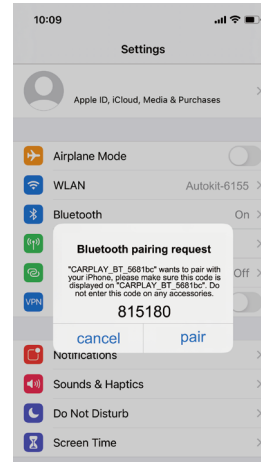 10:09
Settings
Apple ID, iCloud, Media & Purchases
Airplane Mode
WLAN Autokit-6155
Bluetooth On
Bluetooth pairing request
"CARPLAY_BT_5681bc" wants to pair with
your iPhone, please make sure this code is
displayed on "CARPLAY_BT_5681bc". Do
not enter this code on any accessories.
Off
VPN
815180
cancel pair
Notifications
Sounds & Haptics
Do Not Disturb
Screen Time